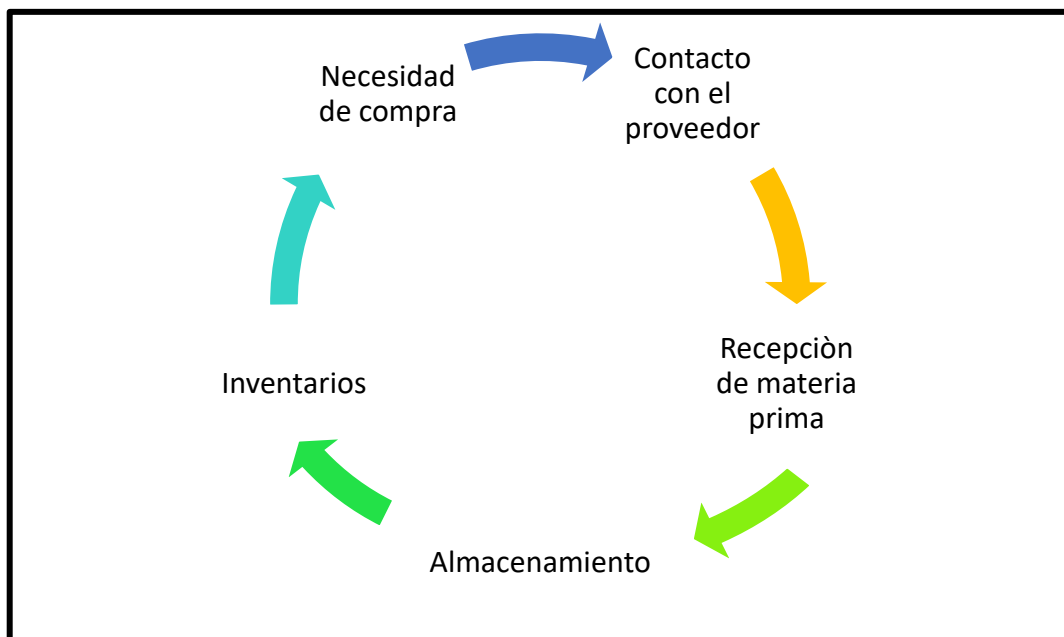 Necesidad
de compra
Contacto
con el
proveedor
Recepciòn
de materia
prima
Almacenamiento
Inventarios